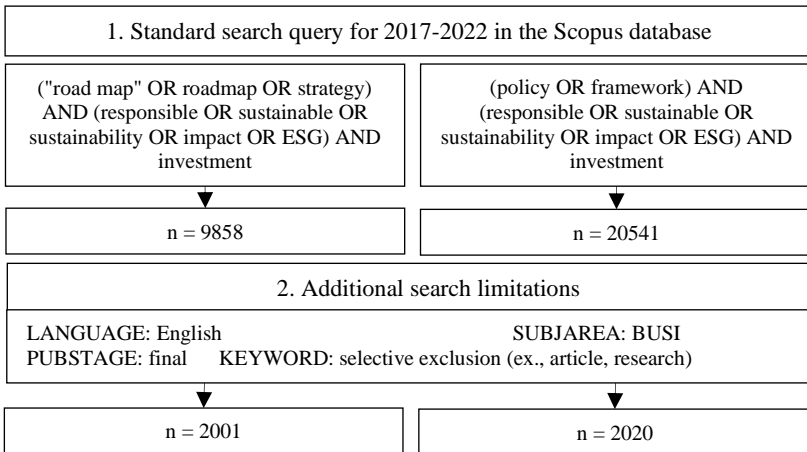 1. Standard search query for 2017-2022 in the Scopus database
("road map" OR roadmap OR strategy)
AND (responsible OR sustainable OR
sustainability OR impact OR ESG) AND
investment
(policy OR framework) AND
(responsible OR sustainable OR
sustainability OR impact OR ESG) AND
investment
n = 9858
n = 20541
2. Additional search limitations
LANGUAGE: English SUBJAREA: BUSI
PUBSTAGE: final KEYWORD: selective exclusion (ex., article, research)
n = 2001
n = 2020